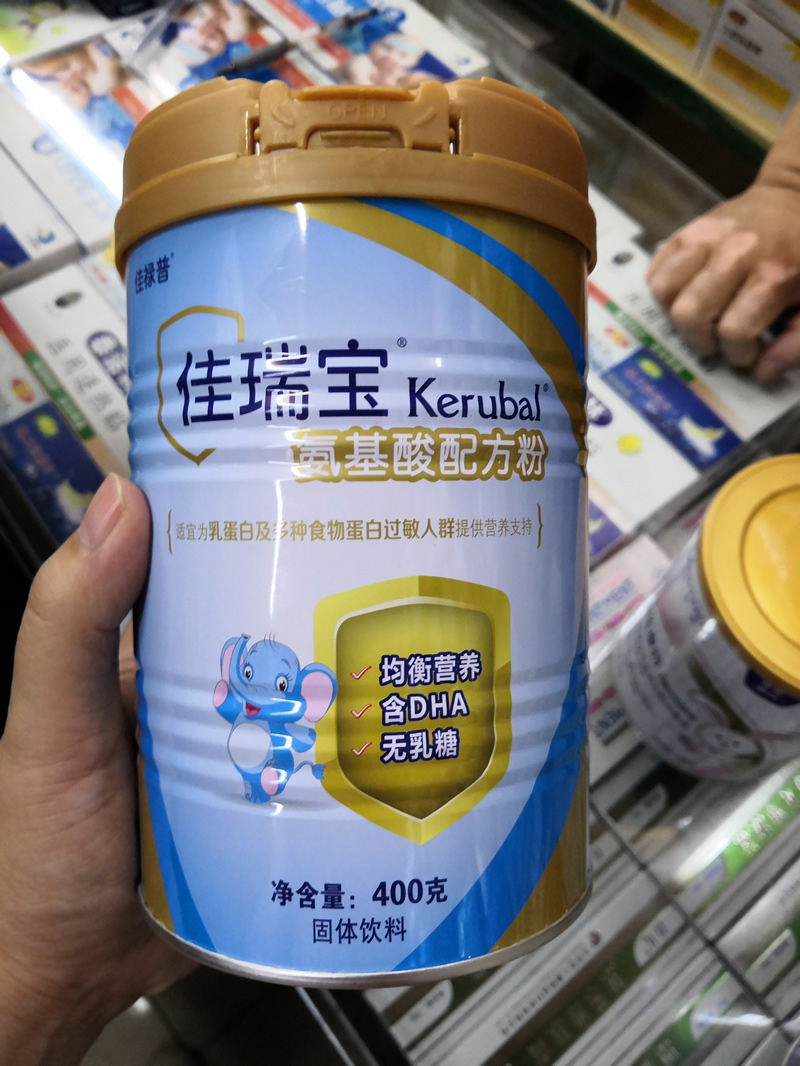 OPEN
佳禄普®
佳瑞宝® Kerubal®
氨基酸配方粉
{适宜为乳蛋白及多种食物蛋白过敏人群提供营养支持}
✓ 均衡营养
✓ 含DHA
✓ 无乳糖
净含量：400克
固体饮料